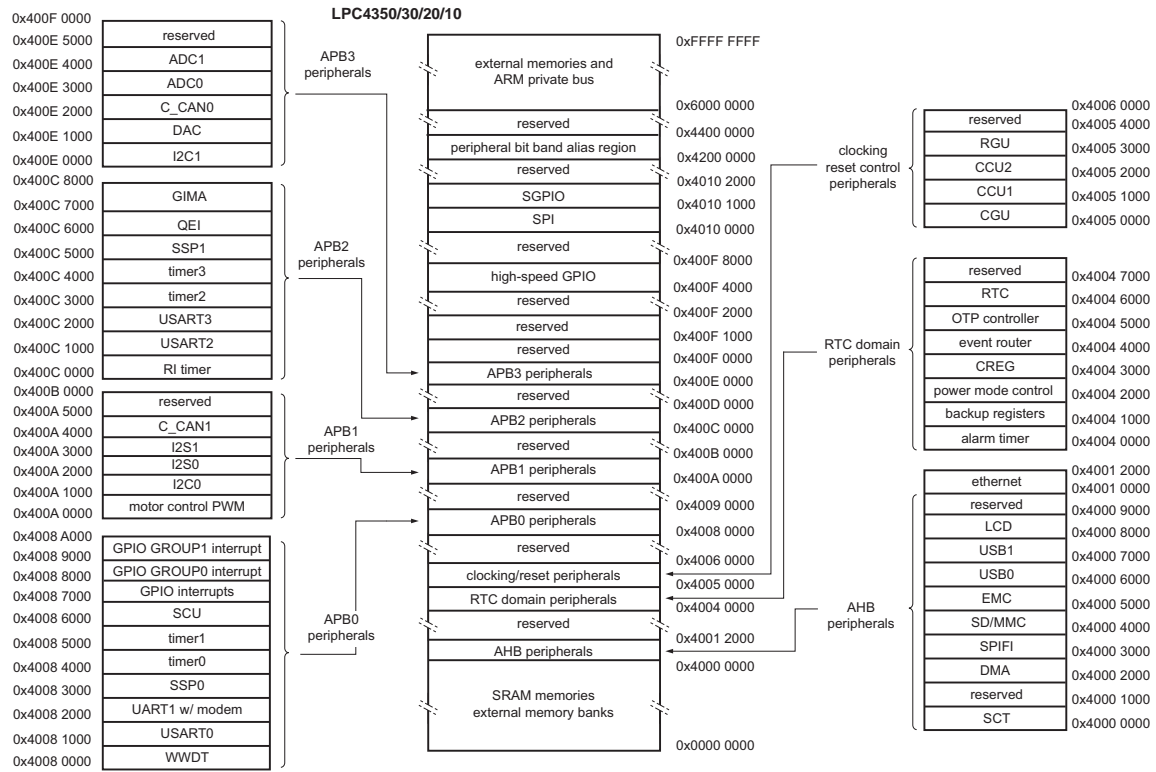 LPC4350/30/20/10
0x400F 0000
reserved
0x400E 5000
ADC1
0x400E 4000
ADC0
0x400E 3000
C_CAN0
0x400E 2000
DAC
0x400E 1000
I2C1
0x400E 0000
APB3
peripherals
0x400C 8000
GIMA
0x400C 7000
QEI
0x400C 6000
SSP1
0x400C 5000
timer3
0x400C 4000
timer2
0x400C 3000
USART3
0x400C 2000
USART2
0x400C 1000
RI timer
0x400C 0000
APB2
peripherals
0x400B 0000
reserved
0x400A 5000
C_CAN1
0x400A 4000
I2S1
0x400A 3000
I2S0
0x400A 2000
I2C0
0x400A 1000
motor control PWM
0x400A 0000
APB1
peripherals
0x4008 A000
GPIO GROUP1 interrupt
0x4008 9000
GPIO GROUP0 interrupt
0x4008 8000
GPIO interrupts
0x4008 7000
SCU
0x4008 6000
timer1
0x4008 5000
timer0
0x4008 4000
SSP0
0x4008 3000
UART1 w/ modem
0x4008 2000
USART0
0x4008 1000
WWDT
0x4008 0000
APB0
peripherals
0xFFFF FFFF
external memories and
ARM private bus
0x6000 0000
reserved
0x4400 0000
peripheral bit band alias region
0x4200 0000
reserved
0x4010 2000
SGPIO
0x4010 1000
SPI
0x4010 0000
reserved
0x400F 8000
high-speed GPIO
0x400F 4000
reserved
0x400F 2000
reserved
0x400F 1000
reserved
0x400F 0000
APB3 peripherals
0x400E 0000
reserved
0x400D 0000
APB2 peripherals
0x400C 0000
reserved
0x400B 0000
APB1 peripherals
0x400A 0000
reserved
0x4009 0000
APB0 peripherals
0x4008 0000
reserved
0x4006 0000
clocking/reset peripherals
0x4005 0000
RTC domain peripherals
0x4004 0000
reserved
0x4001 2000
AHB peripherals
0x4000 0000
SRAM memories
external memory banks
0x0000 0000
clocking
reset control
peripherals
0x4006 0000
reserved
0x4005 4000
RGU
0x4005 3000
CCU2
0x4005 2000
CCU1
0x4005 1000
CGU
0x4005 0000
RTC domain
peripherals
reserved
0x4004 7000
RTC
0x4004 6000
OTP controller
0x4004 5000
event router
0x4004 4000
CREG
0x4004 3000
power mode control
0x4004 2000
backup registers
0x4004 1000
alarm timer
0x4004 0000
AHB
peripherals
0x4001 2000
ethernet
0x4001 0000
reserved
0x4000 9000
LCD
0x4000 8000
USB1
0x4000 7000
USB0
0x4000 6000
EMC
0x4000 5000
SD/MMC
0x4000 4000
SPIFI
0x4000 3000
DMA
0x4000 2000
reserved
0x4000 1000
SCT
0x4000 0000